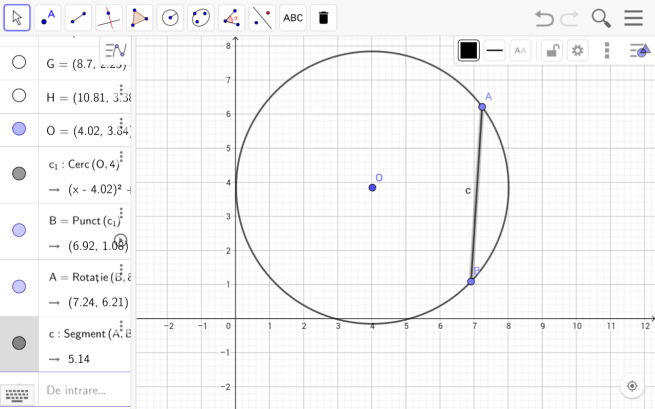 ABC
G = (8.7, 2.25)
H = (10.81, 3.38
O = (4.02, 3.84)
c₁ : Cerc (O, 4)
→ (x - 4.02)² +
B = Punct (c₁)
→ (6.92, 1.08)
A = Rotație (B, 8
→ (7.24, 6.21)
c : Segment (A, B
→ 5.14
De intrare...
AA
8
7
6
5
4
3
2
1
−1
−2
−2 −1 0 1 2 3 4 5 6 7 8 9 10 11 12
A
O
c
B